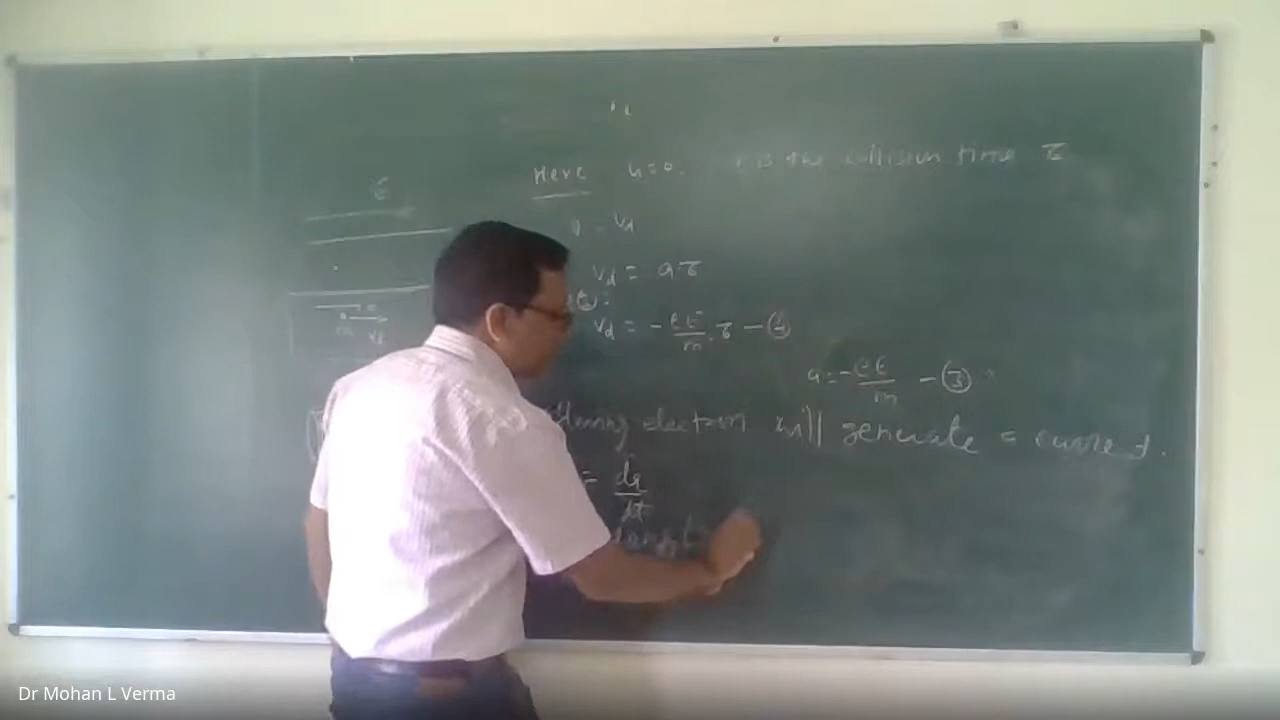 E
Here u=0. t is the collision time τ
v = vd
vd = aτ
vd = -eE/m . τ - (4)
a = -eE/m - (3)
electron will generate a current.
= dq/dt
Dr Mohan L Verma